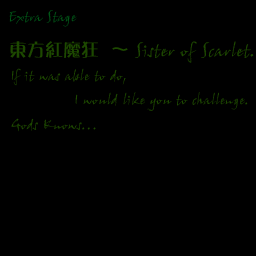 Extra Stage
東方紅魔狂 ～ Sister of Scarlet.
If it was able to do,
I would like you to challenge.
Gods Knows...